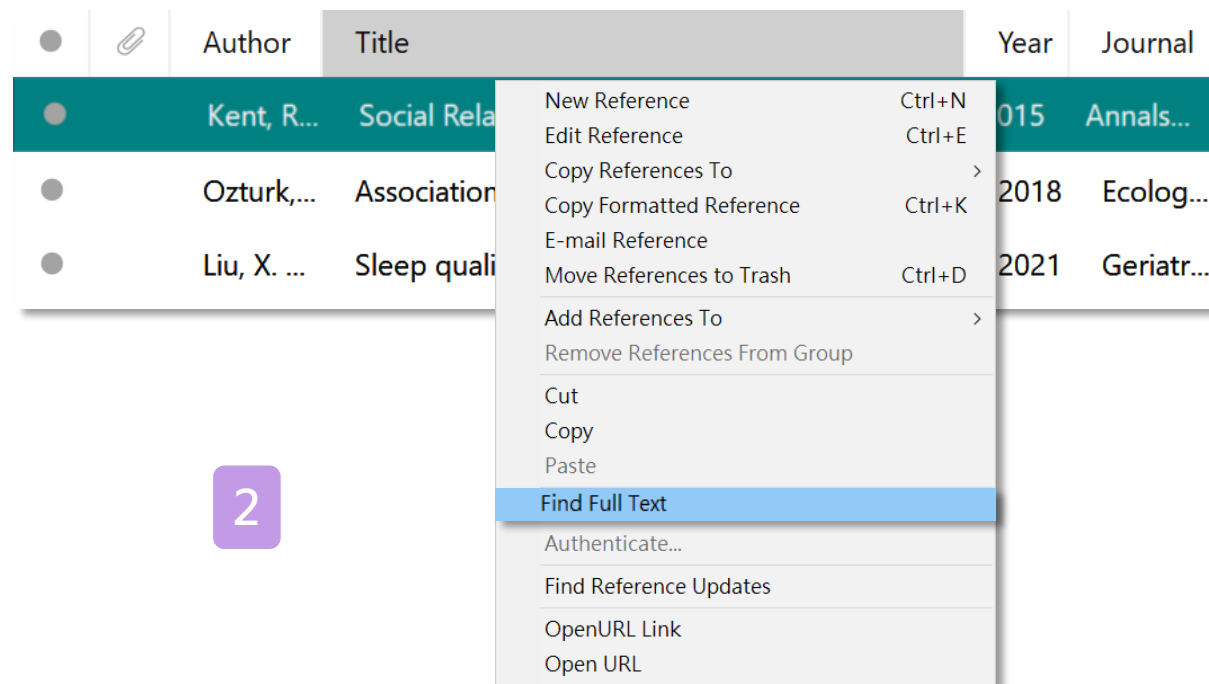 Author Title Year Journal
Kent, R... Social Rela 015 Annals...
New Reference Ctrl+N
Edit Reference Ctrl+E
Copy References To
Ozturk,... Association 2018 Ecolog...
Copy Formatted Reference Ctrl+K
E-mail Reference
Liu, X. ... Sleep quali 2021 Geriatr...
Move References to Trash Ctrl+D
Add References To
Remove References From Group
Cut
Copy
Paste
2
Find Full Text
Authenticate...
Find Reference Updates
OpenURL Link
Open URL